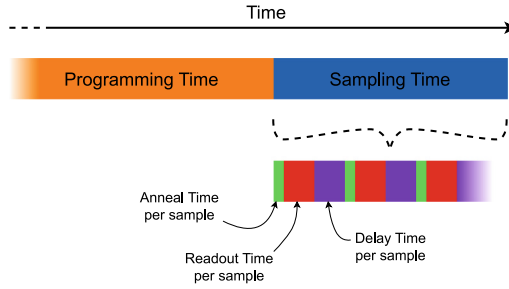 Time
Programming Time
Sampling Time
Anneal Time
per sample
Readout Time
per sample
Delay Time
per sample